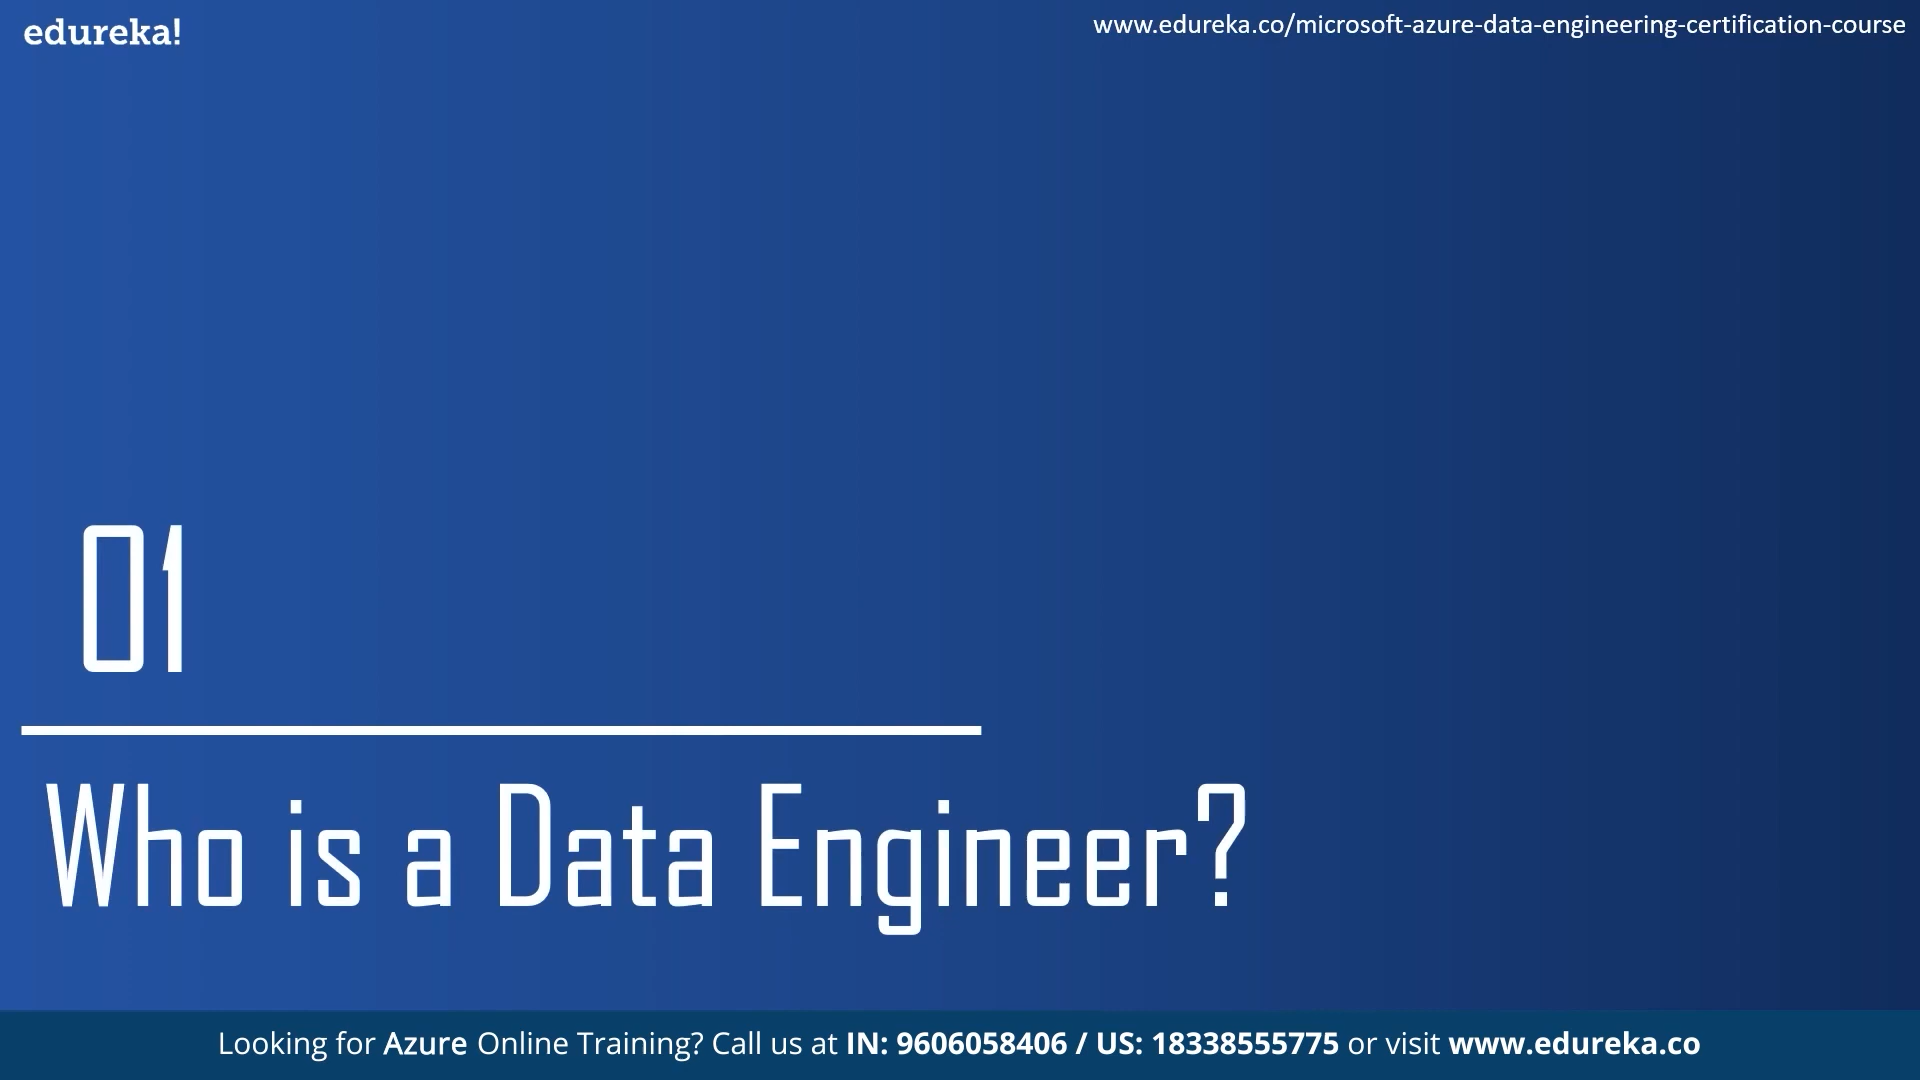 edureka!
www.edureka.co/microsoft-azure-data-engineering-certification-course
01
Who is a Data Engineer?
Looking for Azure Online Training? Call us at IN: 9606058406 / US: 18338555775 or visit www.edureka.co